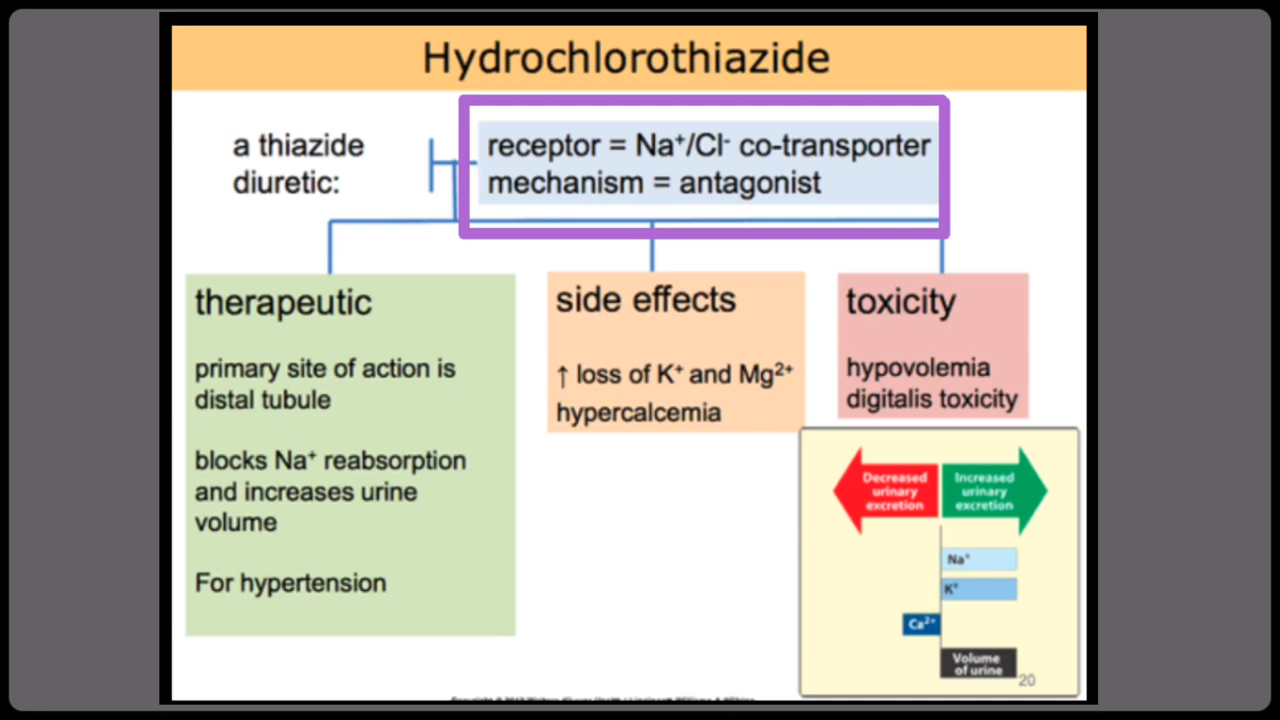 Hydrochlorothiazide
a thiazide
diuretic:
receptor = Na⁺/Cl⁻ co-transporter
mechanism = antagonist
therapeutic
primary site of action is
distal tubule
blocks Na⁺ reabsorption
and increases urine
volume
For hypertension
side effects
↑ loss of K⁺ and Mg²⁺
hypercalcemia
toxicity
hypovolemia
digitalis toxicity
Decreased
urinary
excretion
Increased
urinary
excretion
Na⁺
K⁺
Ca²⁺
Volume
of urine
20